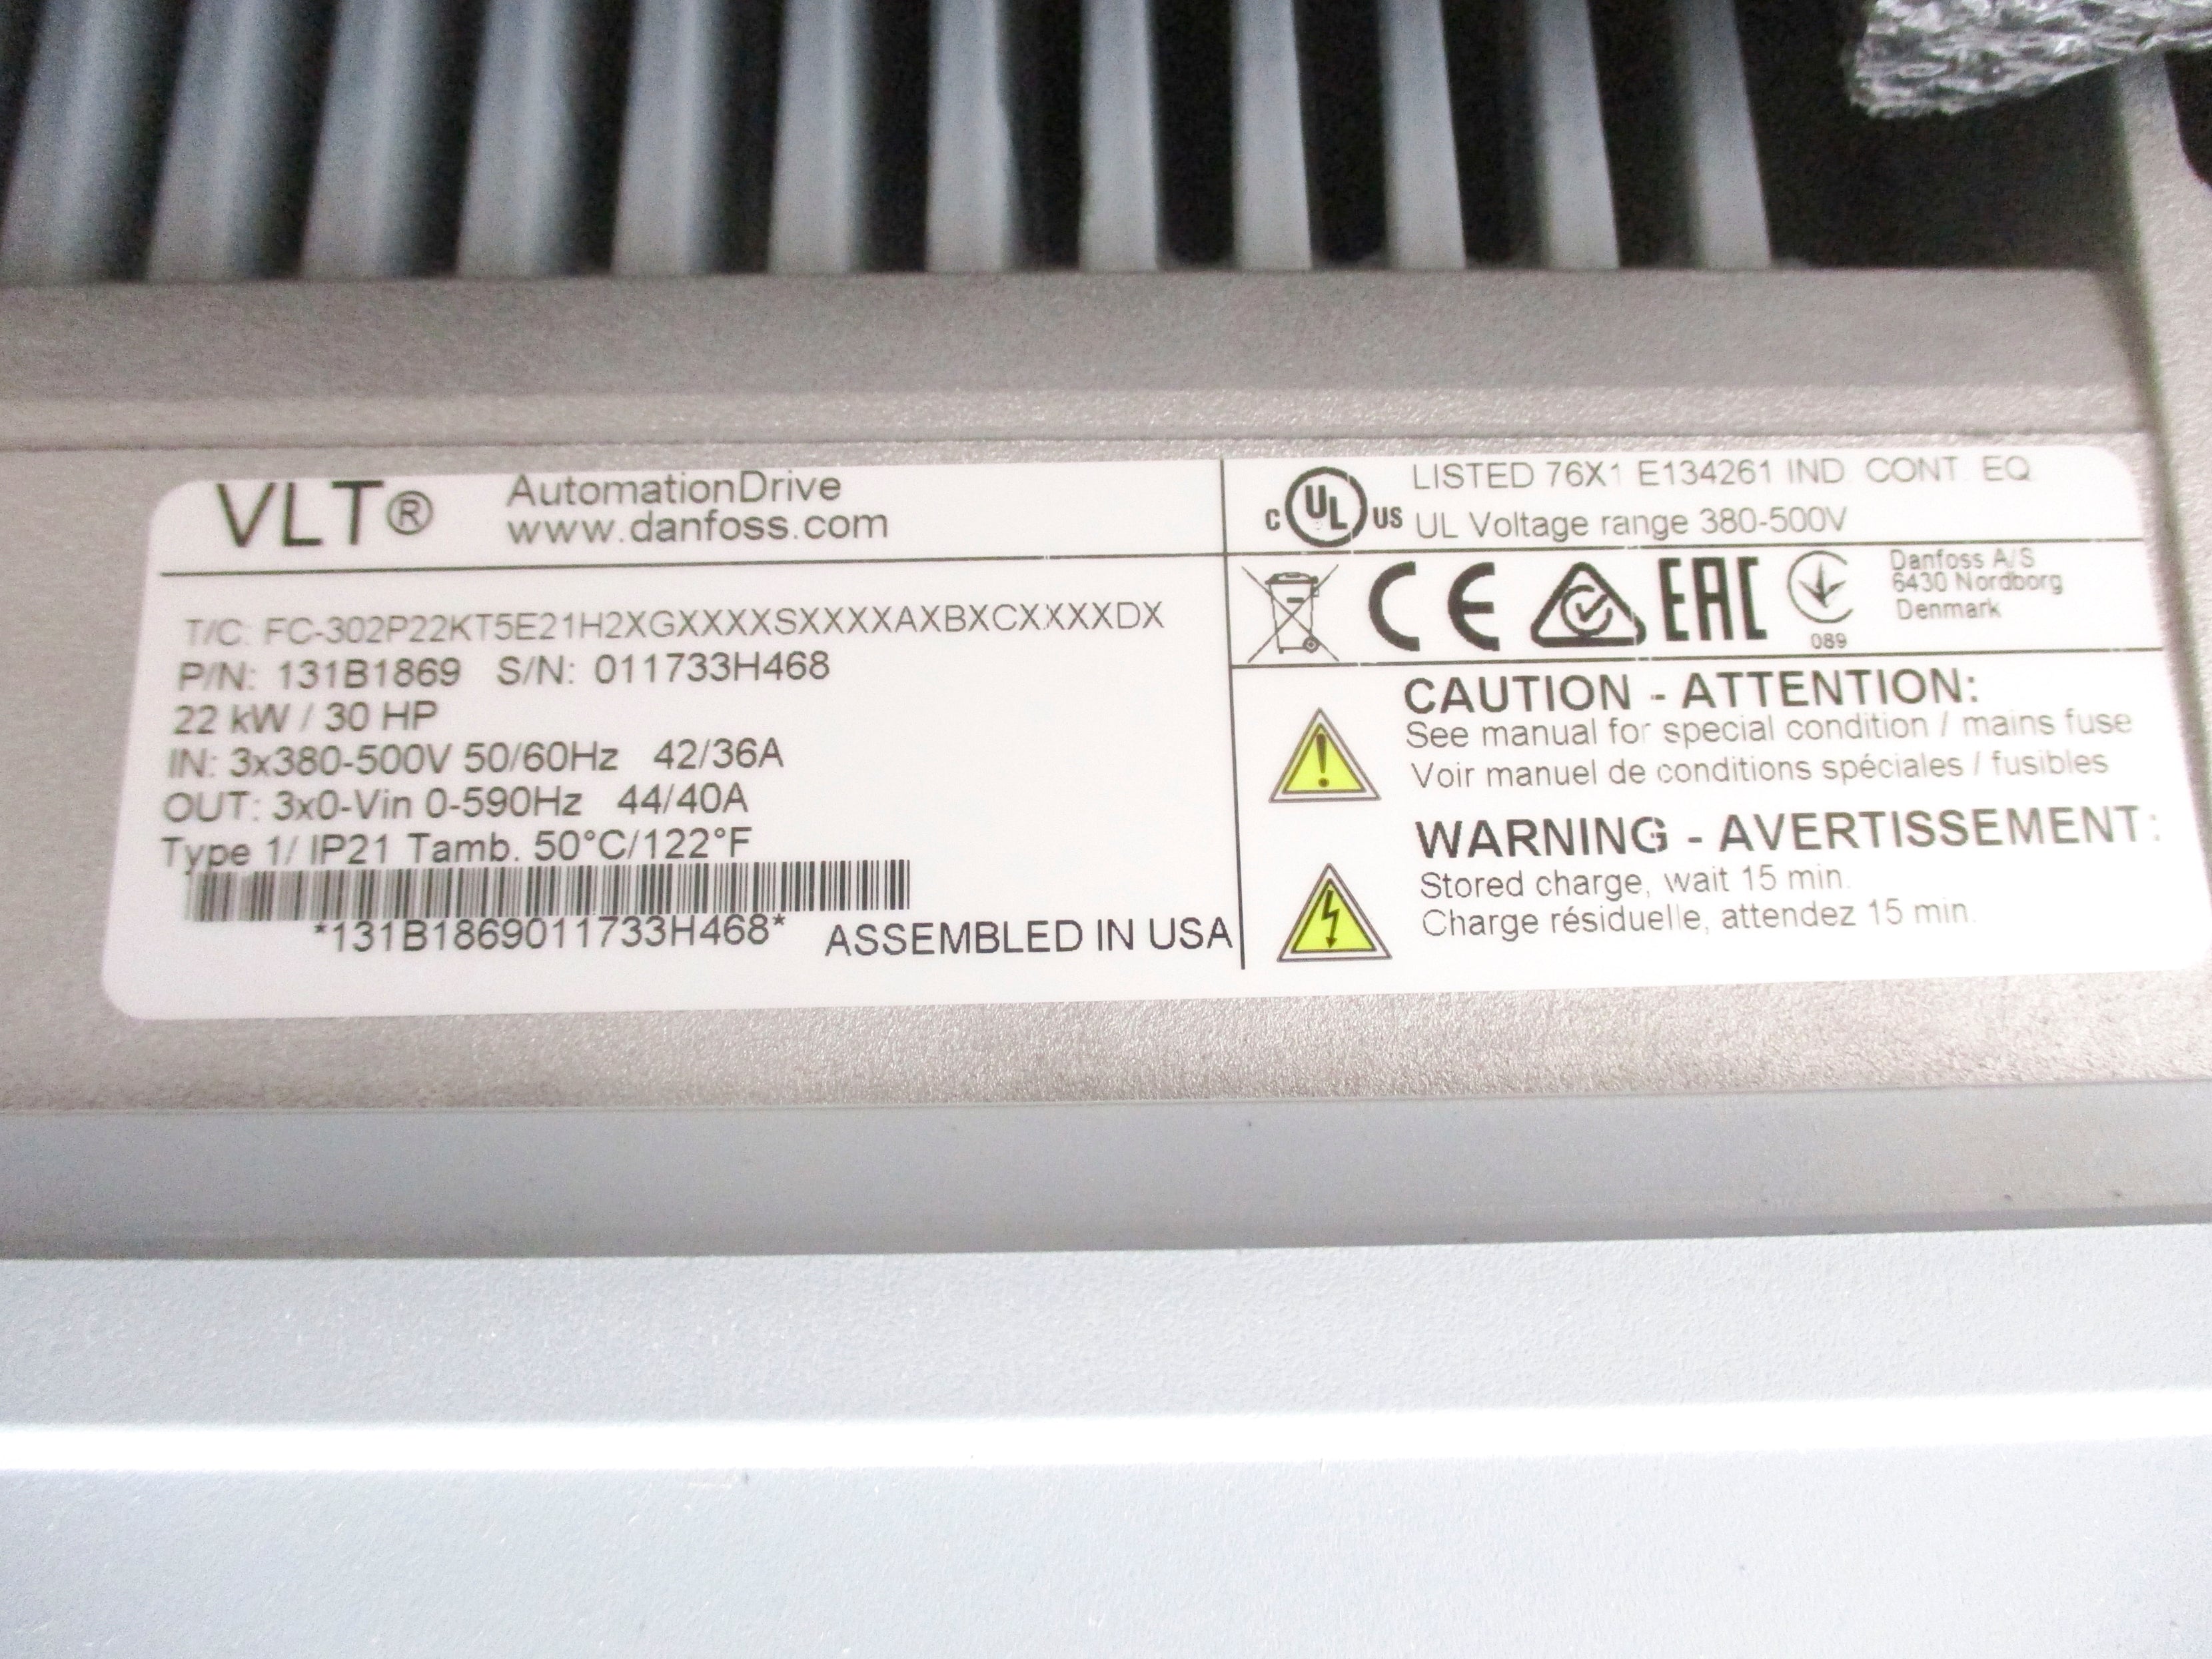 VLT®
AutomationDrive
www.danfoss.com
T/C: FC-302P22KT5E21H2XGXXXXSXXXXAXBXCXXXXDX
P/N: 131B1869 S/N: 011733H468
22 kW / 30 HP
IN: 3x380-500V 50/60Hz 42/36A
OUT: 3x0-Vin 0-590Hz 44/40A
Type 1/ IP21 Tamb. 50°C/122°F
*131B1869011733H468*
ASSEMBLED IN USA
C UL US
LISTED 76X1 E134261 IND. CONT. EQ.
UL Voltage range 380-500V
CE EAC
089
Danfoss A/S
6430 Nordborg
Denmark
CAUTION - ATTENTION:
See manual for special condition / mains fuse
Voir manuel de conditions spéciales / fusibles
WARNING - AVERTISSEMENT:
Stored charge, wait 15 min.
Charge résiduelle, attendez 15 min.